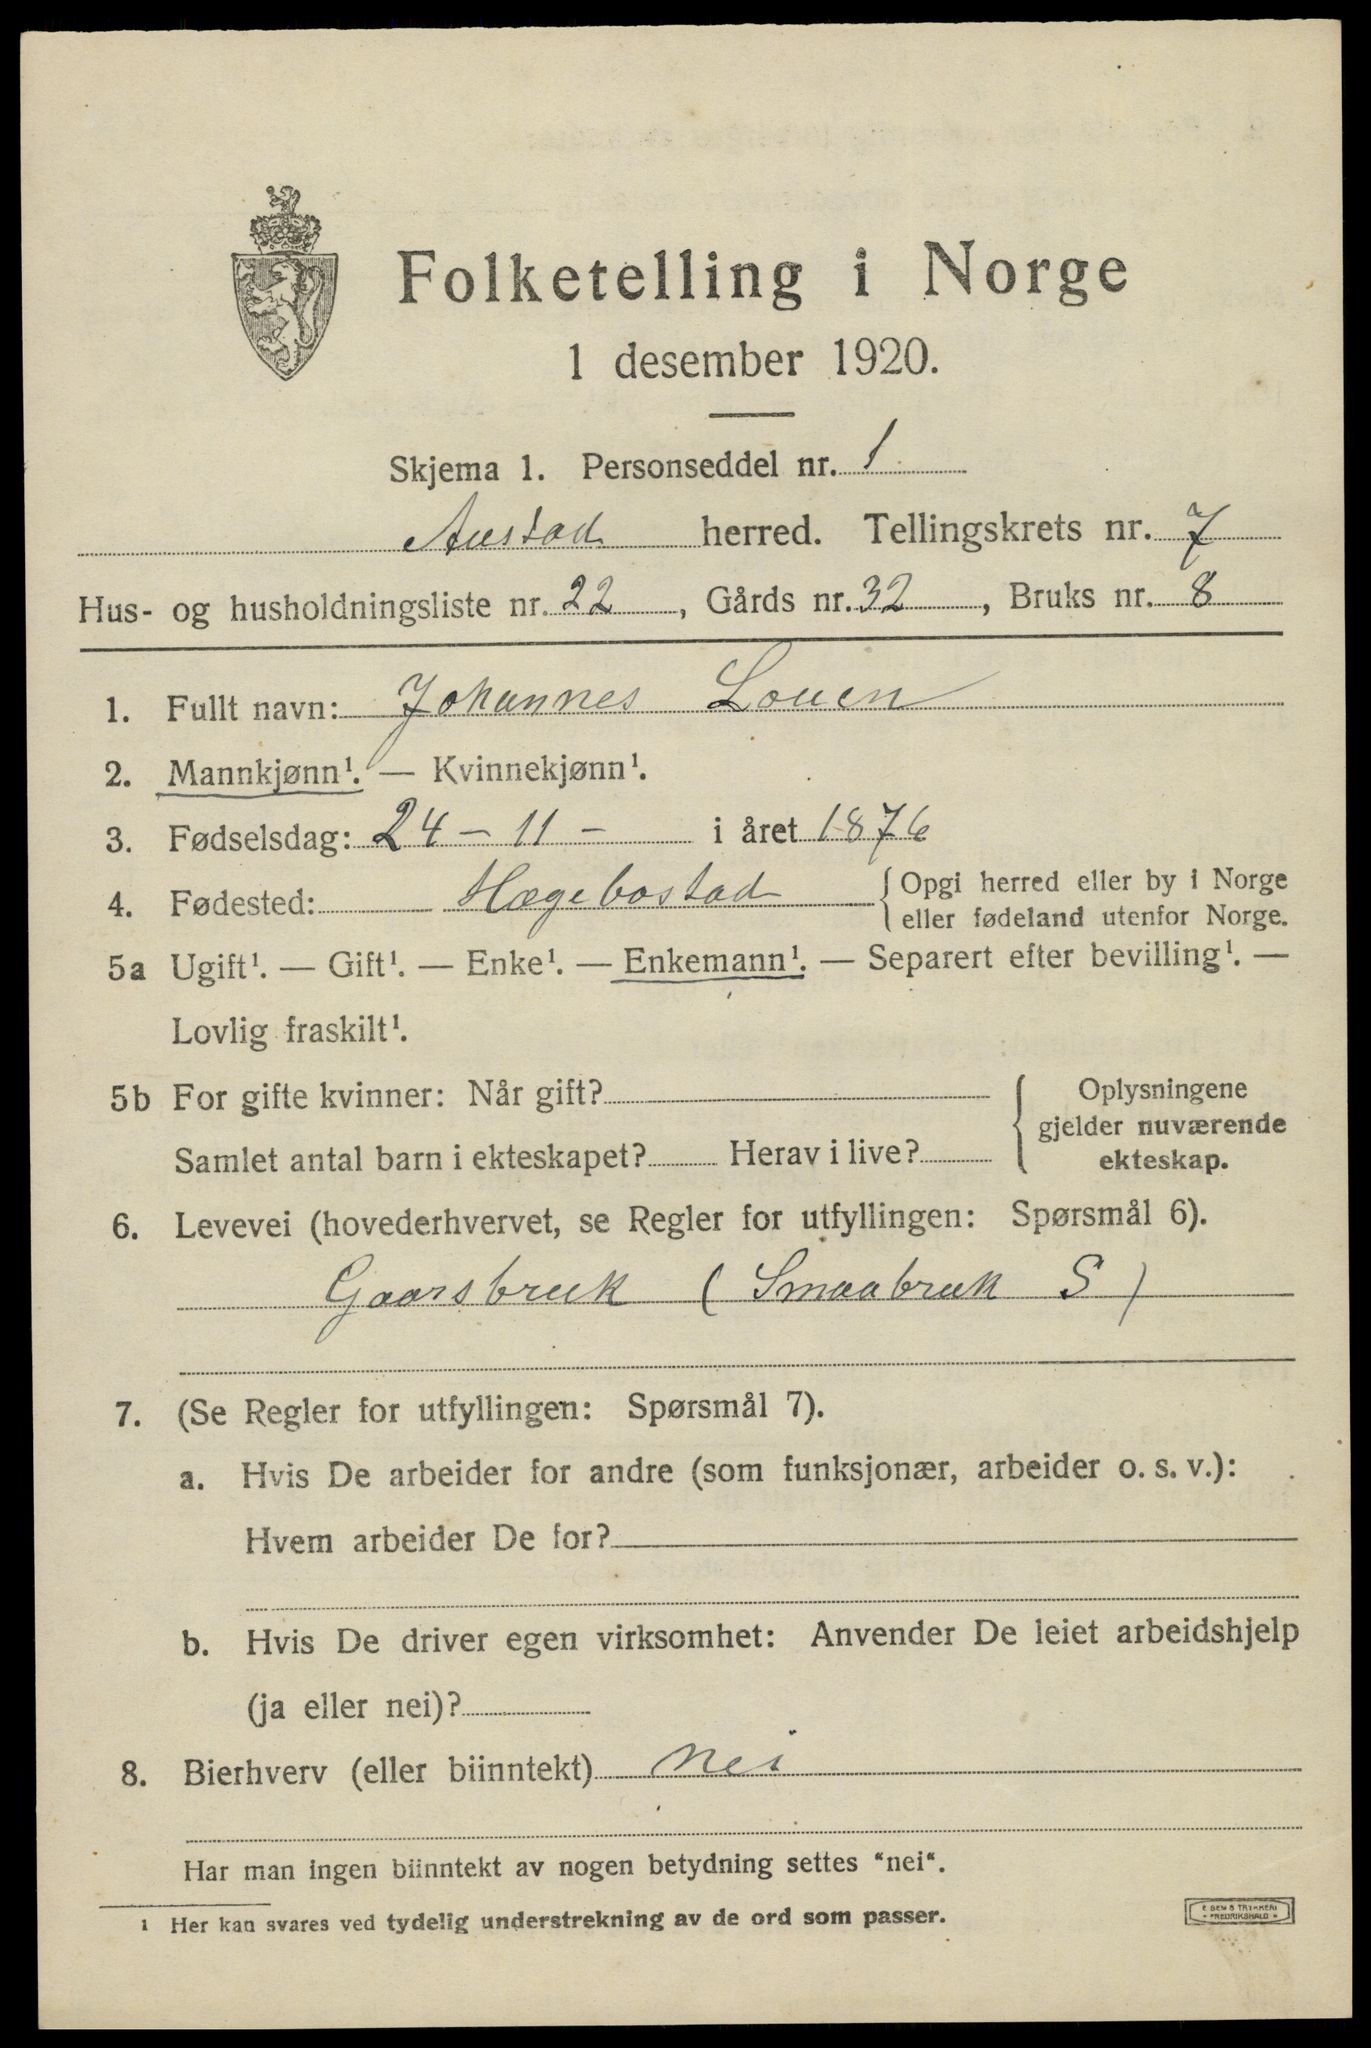 Folketelling i Norge
1 desember 1920.
Skjema 1. Personseddel nr. 1
Austad herred. Tellingskrets nr. 7
Hus- og husholdningsliste nr. 22, Gårds nr. 32, Bruks nr. 8
1. Fullt navn: Johannes Louen
2. Mannkjønn¹. — Kvinnekjønn¹.
3. Fødselsdag: 24 - 11 - i året 1876
4. Fødested: Hægebostad { Opgi herred eller by i Norge
eller fødeland utenfor Norge.
5a Ugift¹. — Gift¹. — Enke¹. — Enkemann¹. — Separert efter bevilling¹. —
Lovlig fraskilt¹.
5b For gifte kvinner: Når gift?
Samlet antal barn i ekteskapet? Herav i live?
Oplysningene
gjelder nuværende
ekteskap.
6. Levevei (hovederhvervet, se Regler for utfyllingen: Spørsmål 6).
Gaarsbruk (Smaabruk S)
7. (Se Regler for utfyllingen: Spørsmål 7).
a. Hvis De arbeider for andre (som funksjonær, arbeider o. s. v.):
Hvem arbeider De for?
b. Hvis De driver egen virksomhet: Anvender De leiet arbeidshjelp
(ja eller nei)?
8. Bierhverv (eller biinntekt) nei
Har man ingen biinntekt av nogen betydning settes "nei".
1 Her kan svares ved tydelig understrekning av de ord som passer.